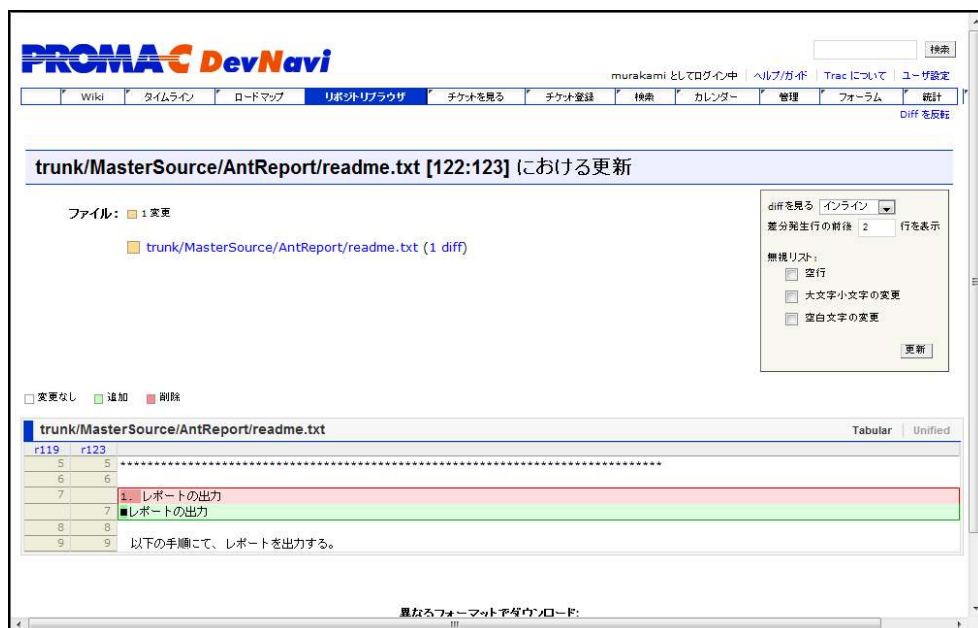 PROMA-C DevNavi
検索
murakami としてログイン中 ヘルプ/ガイド Trac について ユーザ設定
Wiki タイムライン ロードマップ リポジトリブラウザ チケットを見る チケット登録 検索 カレンダー 管理 フォーラム 統計
Diff を反転
trunk/MasterSource/AntReport/readme.txt [122:123] における更新
ファイル: 1 変更
trunk/MasterSource/AntReport/readme.txt (1 diff)
diff を見る インライン
差分発生行の前後 2 行を表示
無視リスト:
空行
大文字小文字の変更
空白文字の変更
更新
変更なし 追加 削除
trunk/MasterSource/AntReport/readme.txt Tabular Unified
r119 r123
5 5 ********************************************************************************
6 6
7 1. レポートの出力
7 ■レポートの出力
8 8
9 9 以下の手順にて、レポートを出力する。
異なるフォーマットでダウンロード: